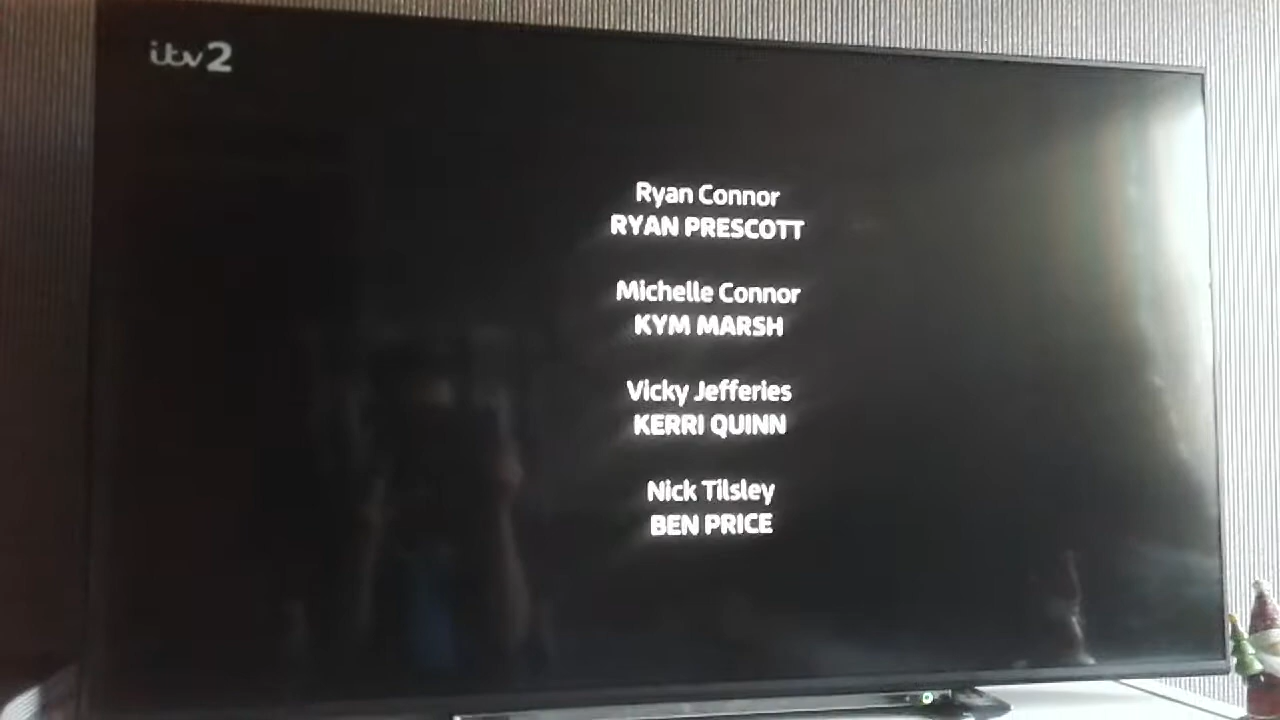 itv2
Ryan Connor
RYAN PRESCOTT
Michelle Connor
KYM MARSH
Vicky Jefferies
KERRI QUINN
Nick Tilsley
BEN PRICE